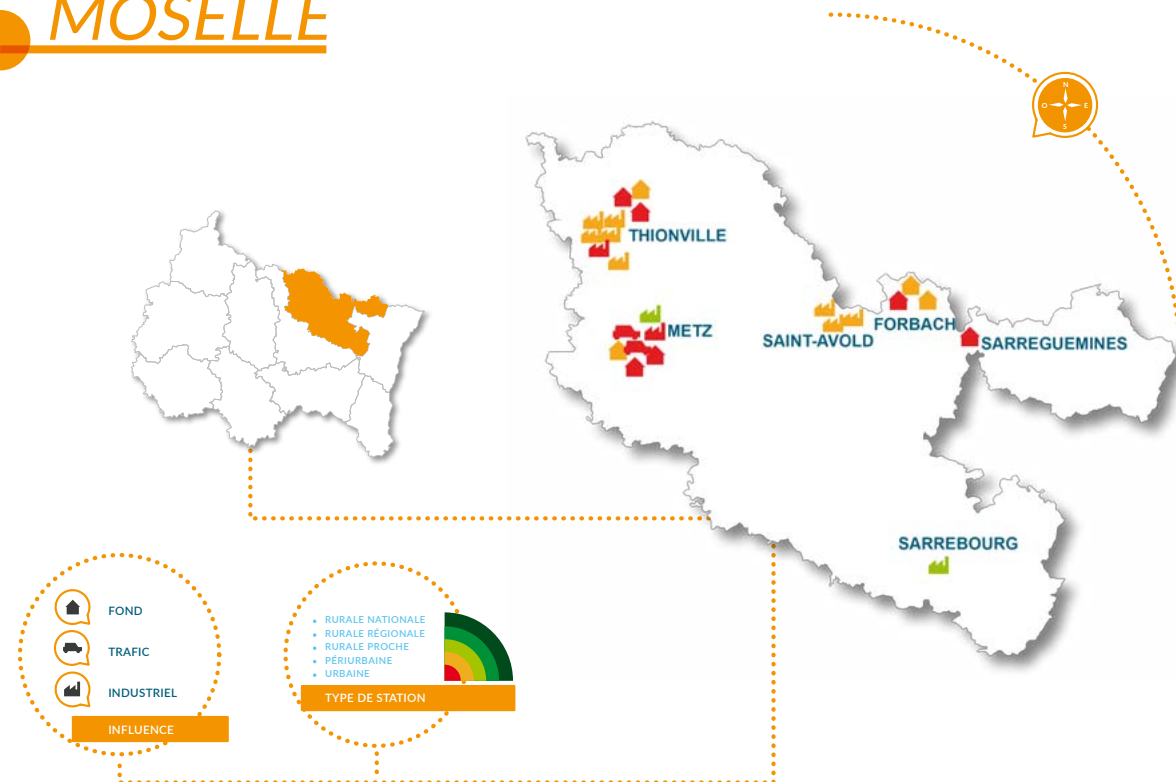 MOSELLE
N
O E
S
THIONVILLE
METZ
SAINT-AVOLD
FORBACH
SARREGUEMINES
SARREBOURG
FOND
TRAFIC
INDUSTRIEL
INFLUENCE
• RURALE NATIONALE
• RURALE RÉGIONALE
• RURALE PROCHE
• PÉRIURBAINE
• URBAINE
TYPE DE STATION